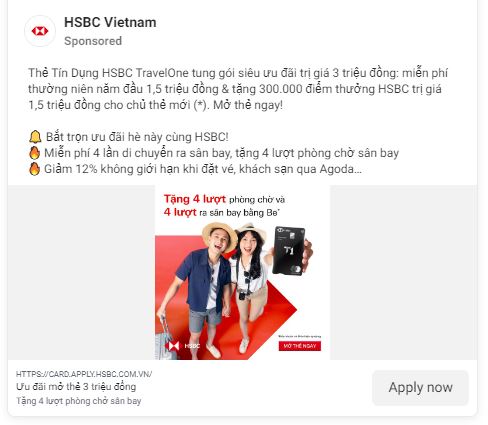 HSBC Vietnam
Sponsored
Thẻ Tín Dụng HSBC TravelOne tung gói siêu ưu đãi trị giá 3 triệu đồng: miễn phí
thường niên năm đầu 1,5 triệu đồng & tặng 300.000 điểm thưởng HSBC trị giá
1,5 triệu đồng cho chủ thẻ mới (*). Mở thẻ ngay!
🔔 Bắt trọn ưu đãi hè này cùng HSBC!
🔥 Miễn phí 4 lần di chuyển ra sân bay, tặng 4 lượt phòng chờ sân bay
🔥 Giảm 12% không giới hạn khi đặt vé, khách sạn qua Agoda...
Tặng 4 lượt phòng chờ và
4 lượt ra sân bay bằng Be*
T1
HSBC
MỞ THẺ NGAY
HTTPS://CARD.APPLY.HSBC.COM.VN/
Ưu đãi mở thẻ 3 triệu đồng
Tặng 4 lượt phòng chờ sân bay
Apply now